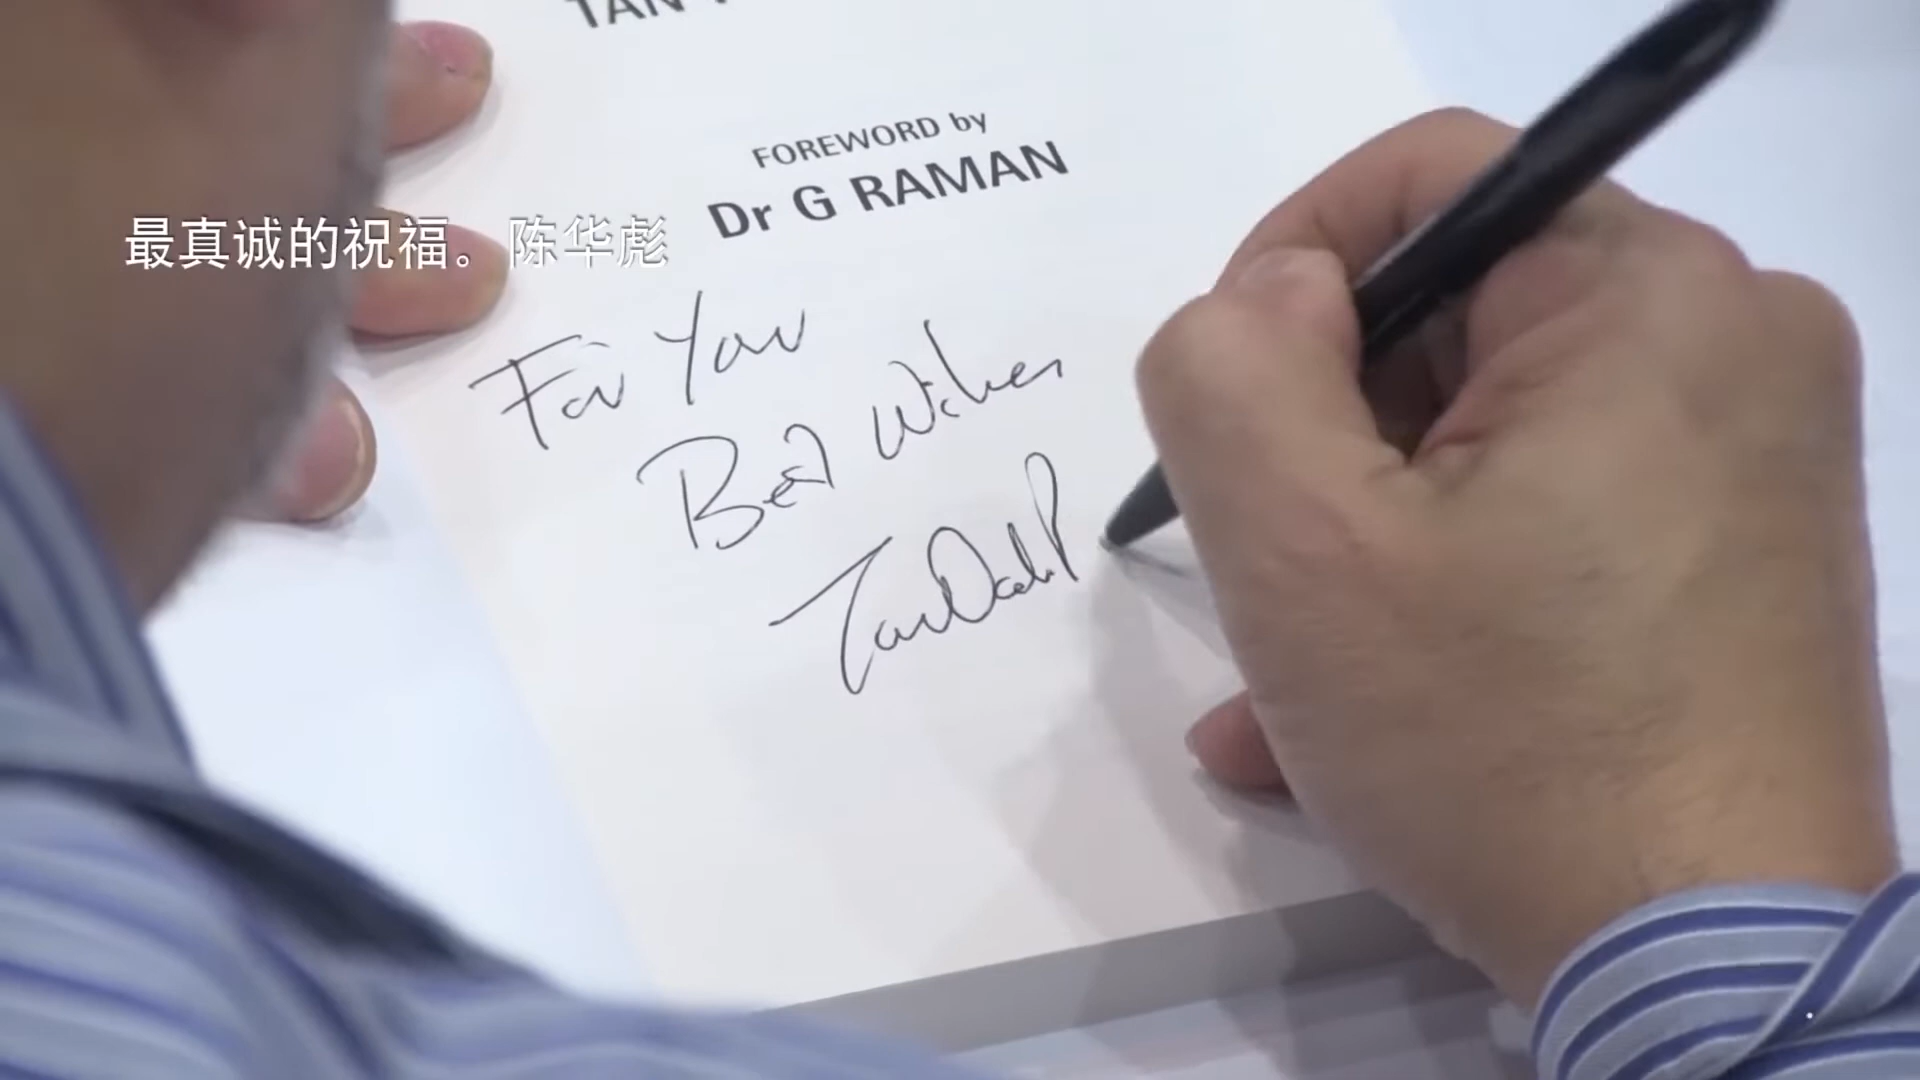 TAN
FOREWORD by
Dr G RAMAN
最真诚的祝福。陈华彪
For You
Best Wishes